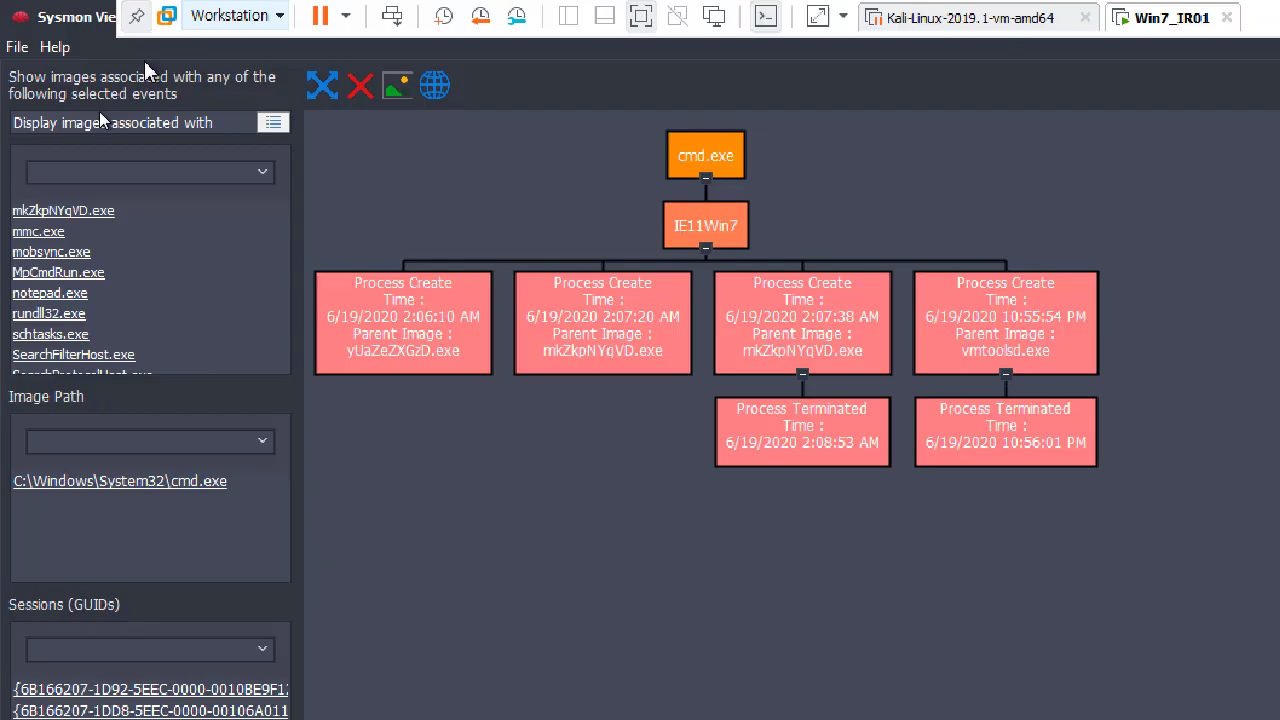 Sysmon Vie
Workstation
Kali-Linux-2019.1-vm-amd64
Win7_IR01
File Help
Show images associated with any of the
following selected events
Display images associated with
mkZkpNYqVD.exe
mmc.exe
mobsync.exe
MpCmdRun.exe
notepad.exe
rundll32.exe
schtasks.exe
SearchFilterHost.exe
SearchProtocolHost.exe
Image Path
C:\Windows\System32\cmd.exe
Sessions (GUIDs)
{6B166207-1D92-5EEC-0000-0010BE9F1
{6B166207-1DD8-5EEC-0000-00106A011
cmd.exe
IE11Win7
Process Create
Time :
6/19/2020 2:06:10 AM
Parent Image :
yUaZeZXGzD.exe
Process Create
Time :
6/19/2020 2:07:20 AM
Parent Image :
mkZkpNYqVD.exe
Process Create
Time :
6/19/2020 2:07:38 AM
Parent Image :
mkZkpNYqVD.exe
Process Create
Time :
6/19/2020 10:55:54 PM
Parent Image :
vmtoolsd.exe
Process Terminated
Time :
6/19/2020 2:08:53 AM
Process Terminated
Time :
6/19/2020 10:56:01 PM